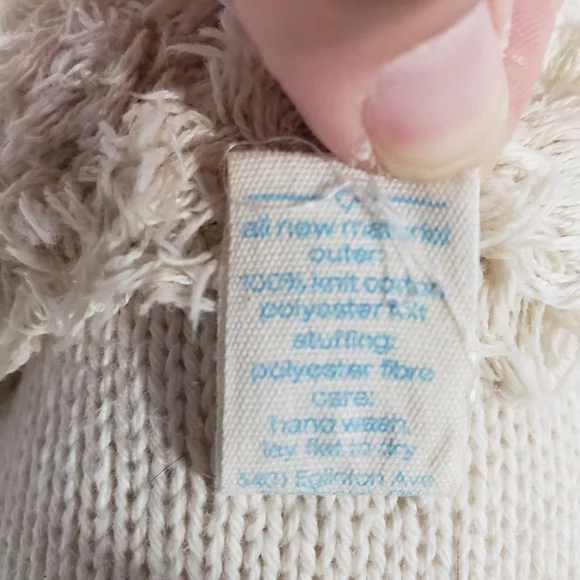 all new material
outer:
100% knit cotton
polyester felt
stuffing:
polyester fibre
care:
hand wash,
lay flat to dry
Eglinton Ave.